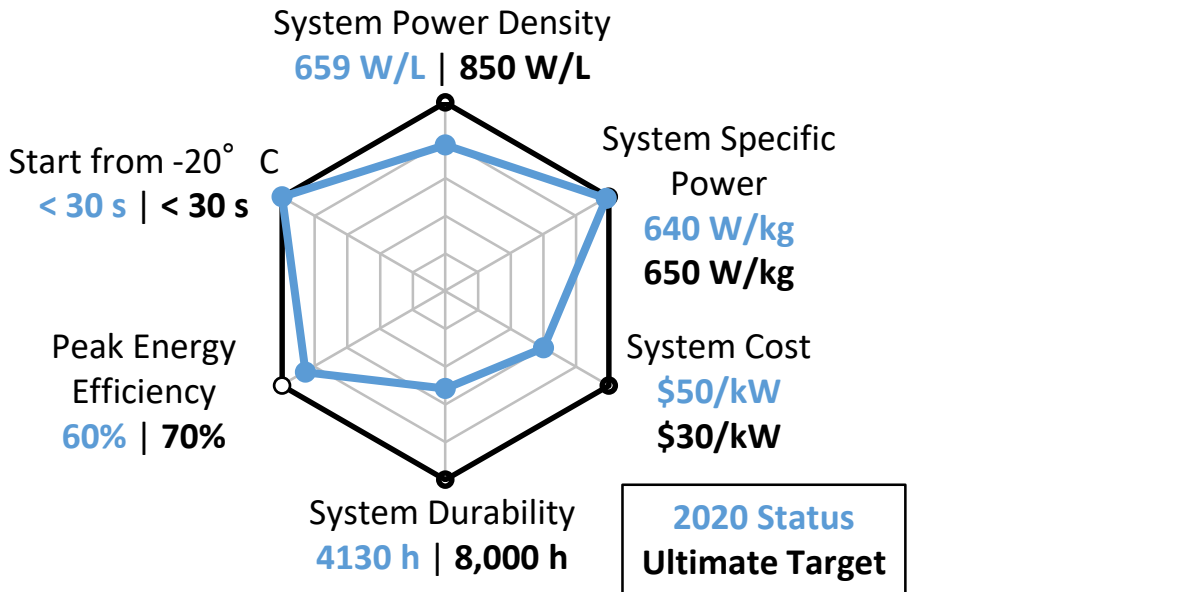 System Power Density
659 W/L | 850 W/L
System Specific
Power
640 W/kg
650 W/kg
Start from -20° C
< 30 s | < 30 s
Peak Energy
Efficiency
60% | 70%
System Cost
$50/kW
$30/kW
System Durability
4130 h | 8,000 h
2020 Status
Ultimate Target